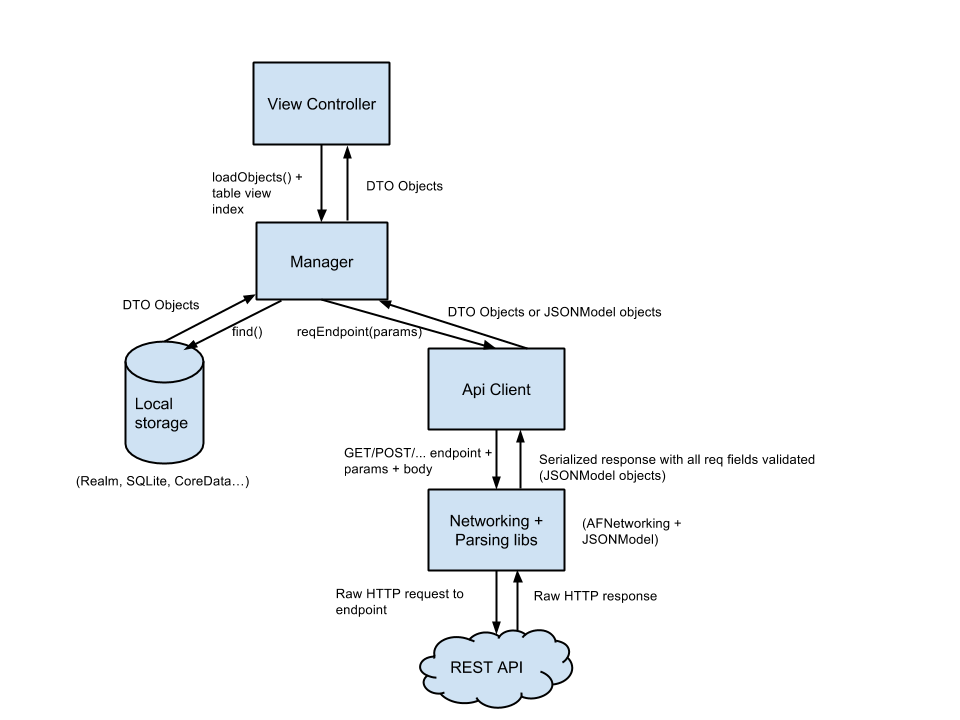 View Controller
loadObjects() +
table view
index
DTO Objects
Manager
DTO Objects
find()
reqEndpoint(params)
DTO Objects or JSONModel objects
Local
storage
(Realm, SQLite, CoreData…)
Api Client
GET/POST/... endpoint +
params + body
Serialized response with all req fields validated
(JSONModel objects)
Networking +
Parsing libs
(AFNetworking +
JSONModel)
Raw HTTP request to
endpoint
Raw HTTP response
REST API